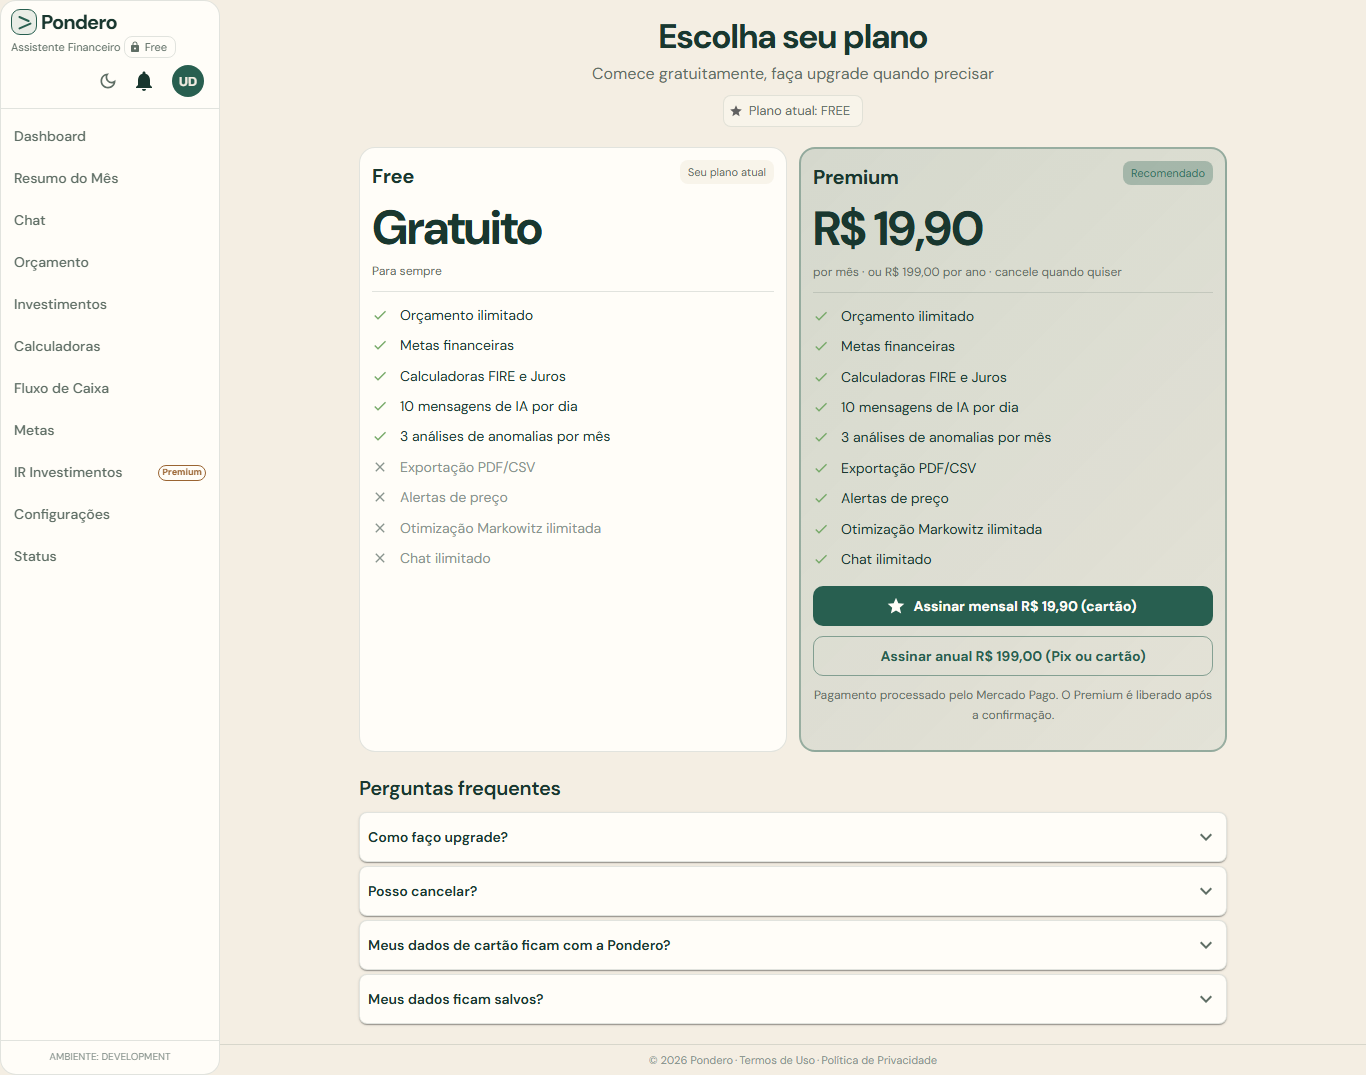 Pondero
Assistente Financeiro Free
UD
Dashboard
Resumo do Mês
Chat
Orçamento
Investimentos
Calculadoras
Fluxo de Caixa
Metas
IR Investimentos Premium
Configurações
Status
AMBIENTE: DEVELOPMENT
Escolha seu plano
Comece gratuitamente, faça upgrade quando precisar
Plano atual: FREE
Free
Seu plano atual
Gratuito
Para sempre
Orçamento ilimitado
Metas financeiras
Calculadoras FIRE e Juros
10 mensagens de IA por dia
3 análises de anomalias por mês
Exportação PDF/CSV
Alertas de preço
Otimização Markowitz ilimitada
Chat ilimitado
Premium
Recomendado
R$ 19,90
por mês · ou R$ 199,00 por ano · cancele quando quiser
Orçamento ilimitado
Metas financeiras
Calculadoras FIRE e Juros
10 mensagens de IA por dia
3 análises de anomalias por mês
Exportação PDF/CSV
Alertas de preço
Otimização Markowitz ilimitada
Chat ilimitado
Assinar mensal R$ 19,90 (cartão)
Assinar anual R$ 199,00 (Pix ou cartão)
Pagamento processado pelo Mercado Pago. O Premium é liberado após
a confirmação.
Perguntas frequentes
Como faço upgrade?
Posso cancelar?
Meus dados de cartão ficam com a Pondero?
Meus dados ficam salvos?
© 2026 Pondero · Termos de Uso · Política de Privacidade